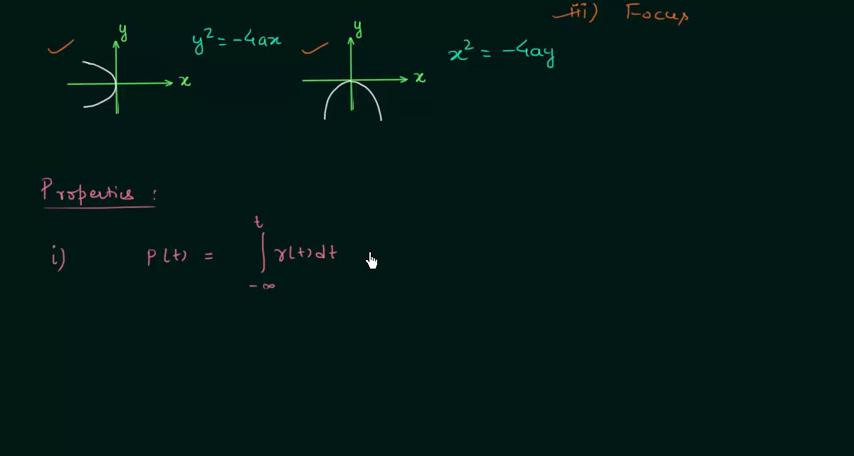 iii) Focus
y
y² = -4ax
x
y
x² = -4ay
x
Properties :
i) P(t) = ∫_{-∞}^{t} r(t) dt